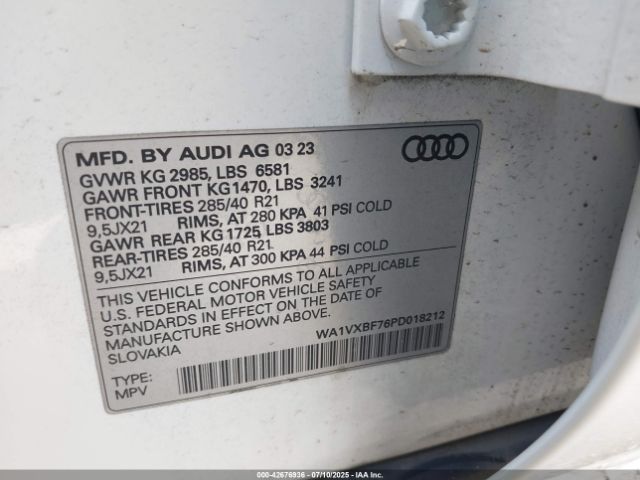 MFD. BY AUDI AG 03 23
GVWR KG 2985, LBS 6581
GAWR FRONT KG1470, LBS 3241
FRONT-TIRES 285/40 R21
9,5JX21 RIMS, AT 280 KPA 41 PSI COLD
GAWR REAR KG 1725 LBS 3803
REAR-TIRES 285/40 R21
9,5JX21 RIMS, AT 300 KPA 44 PSI COLD
THIS VEHICLE CONFORMS TO ALL APPLICABLE
U.S. FEDERAL MOTOR VEHICLE SAFETY
STANDARDS IN EFFECT ON THE DATE OF
MANUFACTURE SHOWN ABOVE.
SLOVAKIA
WA1VXBF76PD018212
TYPE:
MPV
000-42676936 - 07/10/2025 - IAAI.COM